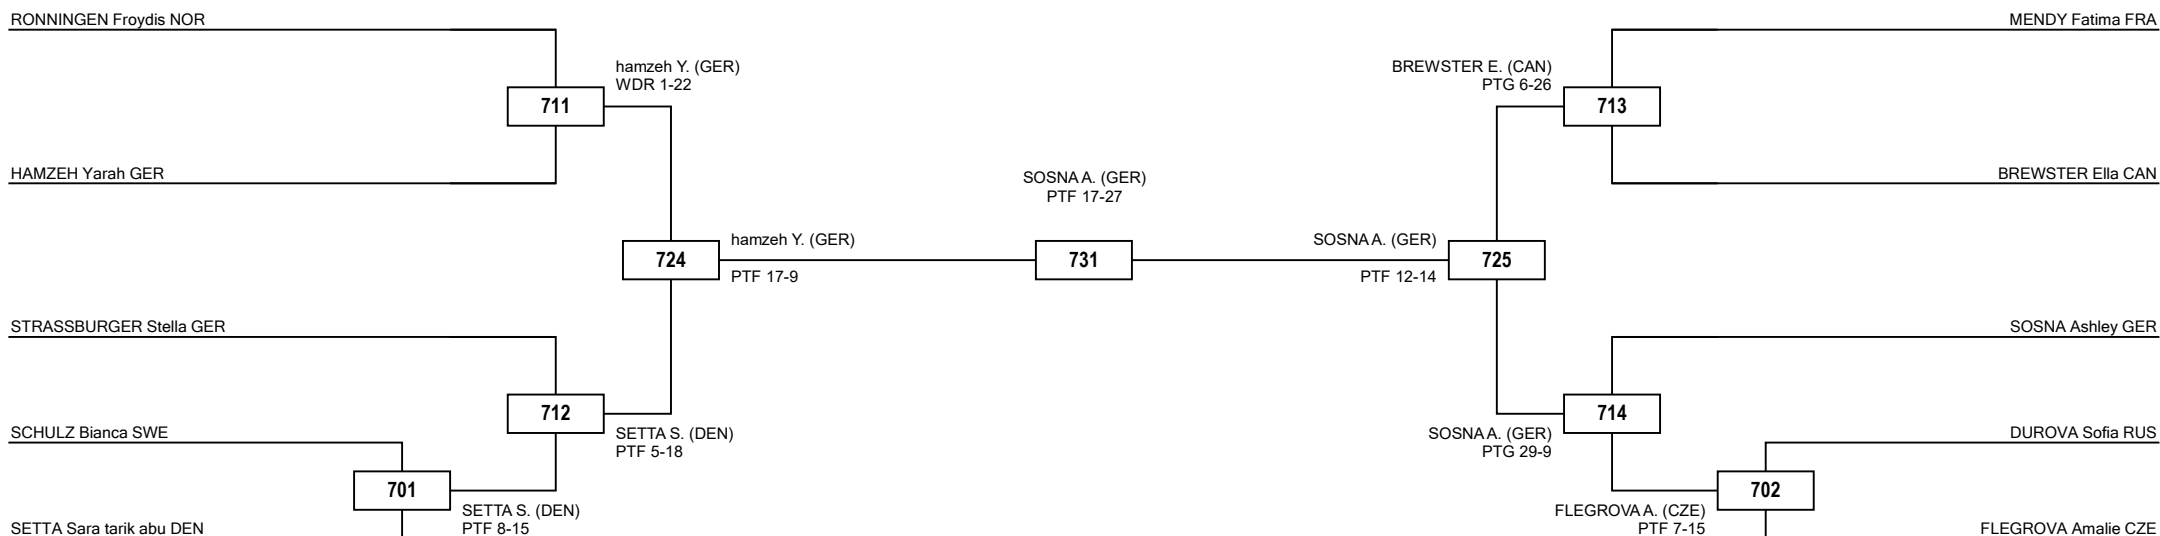 RONNINGEN Froydis NOR
MENDY Fatima FRA
hamzeh Y. (GER)
WDR 1-22
BREWSTER E. (CAN)
PTG 6-26
711
713
HAMZEH Yarah GER
BREWSTER Ella CAN
SOSNA A. (GER)
PTF 17-27
hamzeh Y. (GER)
SOSNA A. (GER)
724
731
725
PTF 17-9
PTF 12-14
STRASSBURGER Stella GER
SOSNA Ashley GER
712
714
SCHULZ Bianca SWE
SETTA S. (DEN)
PTF 5-18
SOSNA A. (GER)
PTG 29-9
DUROVA Sofia RUS
701
702
SETTA S. (DEN)
PTF 8-15
FLEGROVA A. (CZE)
PTF 7-15
SETTA Sara tarik abu DEN
FLEGROVA Amalie CZE